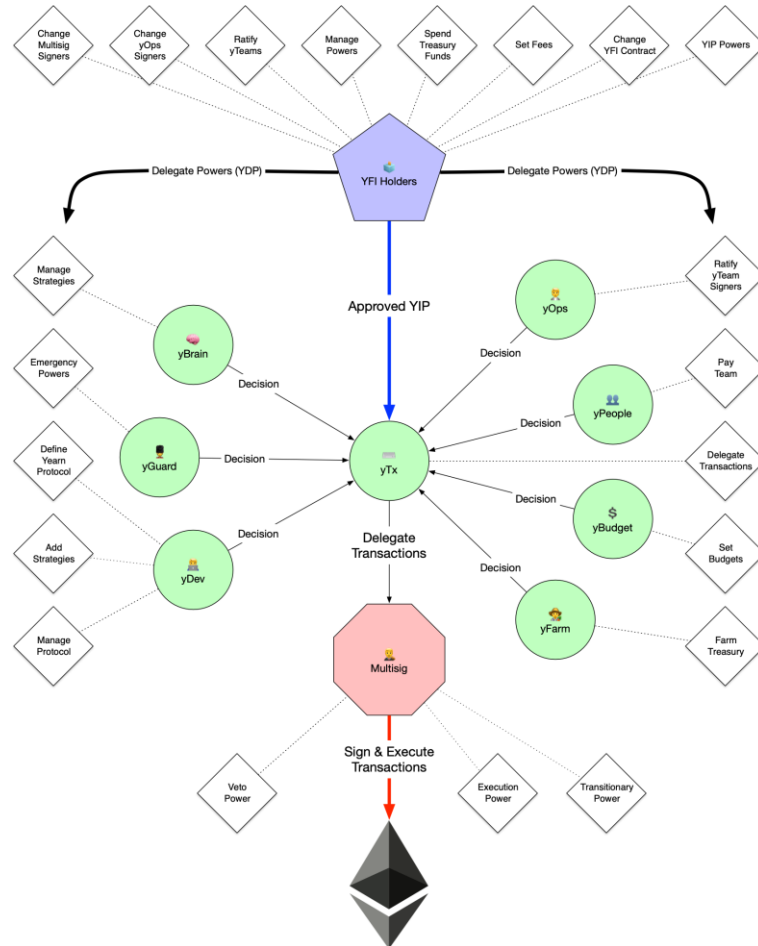 Change
Multisig
Signers
Change
yOps
Signers
Ratify
yTeams
Manage
Powers
Spend
Treasury
Funds
Set Fees
Change
YFI Contract
YIP Powers
Delegate Powers (YDP)
YFI Holders
Delegate Powers (YDP)
Manage
Strategies
Approved YIP
yOps
Ratify
yTeam
Signers
yBrain
Decision
Decision
Emergency
Powers
Pay
Team
yPeople
Decision
Define
Yearn
Protocol
yGuard
Decision
yTx
Delegate
Transactions
Decision
Decision
yBudget
$
Add
Strategies
yDev
Delegate
Transactions
Set
Budgets
Decision
yFarm
Manage
Protocol
Multisig
Farm
Treasury
Sign & Execute
Transactions
Veto
Power
Execution
Power
Transitionary
Power